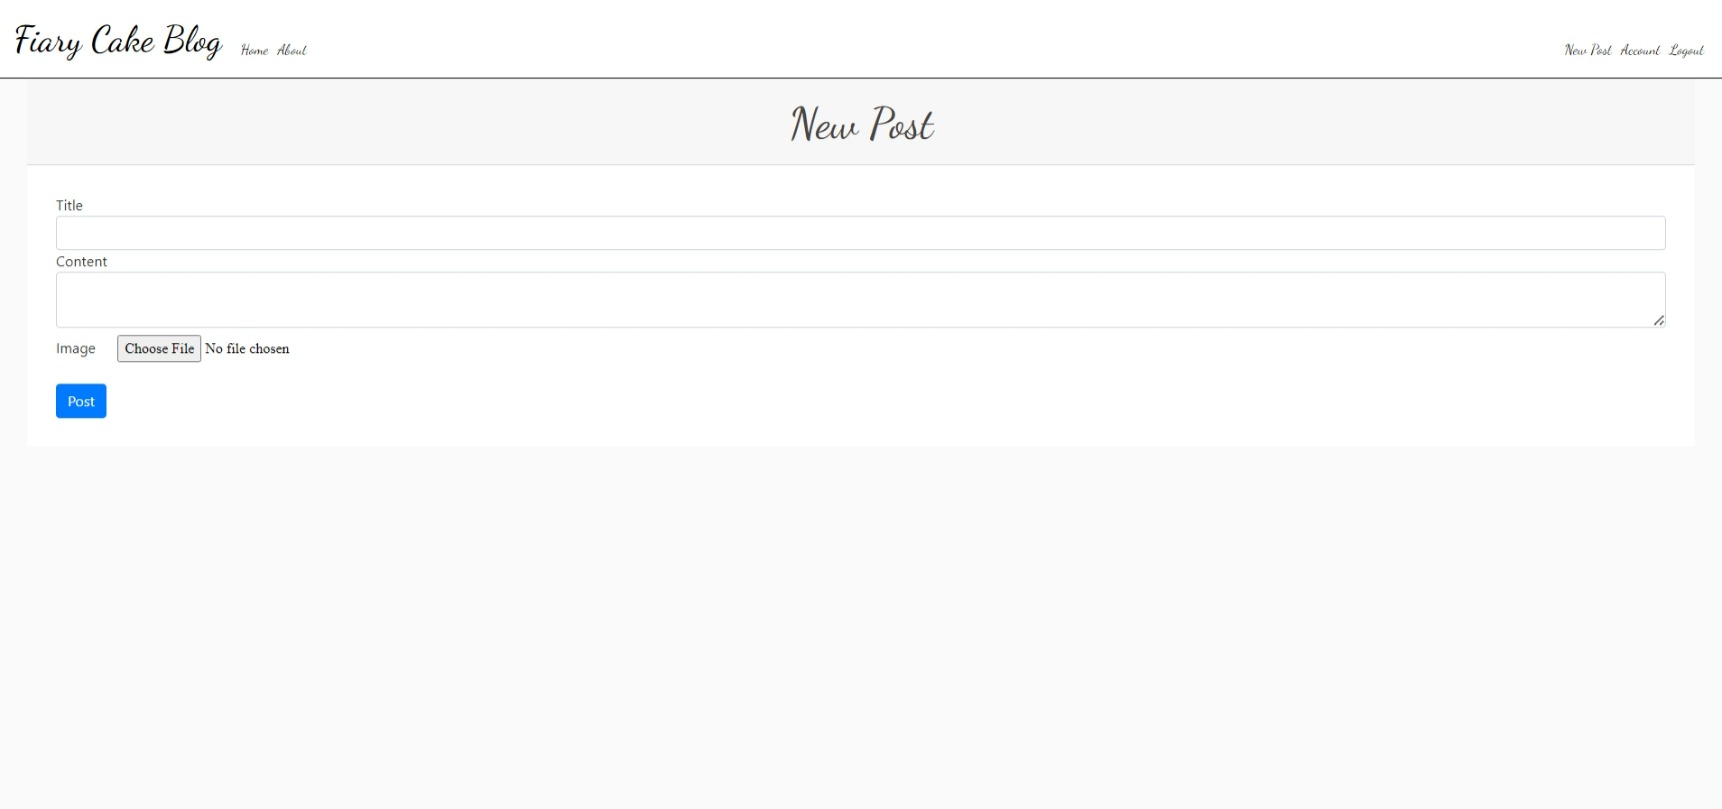 Fiary Cake Blog Home About New Post Account Logout
New Post
Title
Content
Image Choose File No file chosen
Post